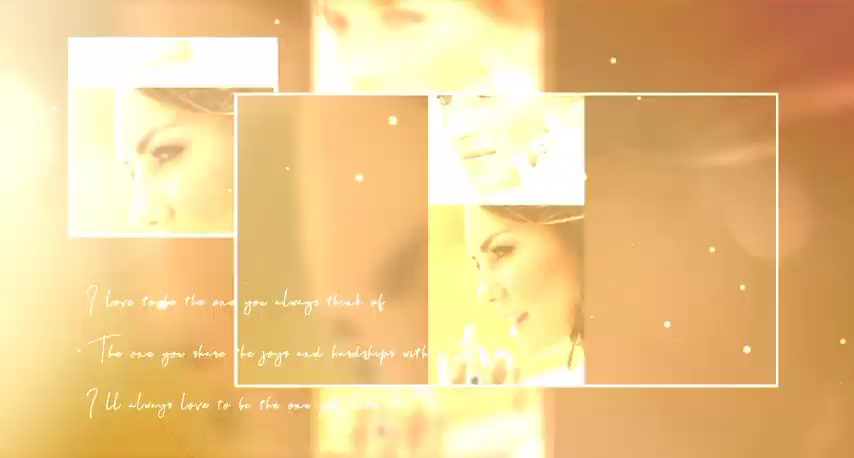 I love to be the one you always think of
The one you share the joys and hardships with
I'll always love to be the one you